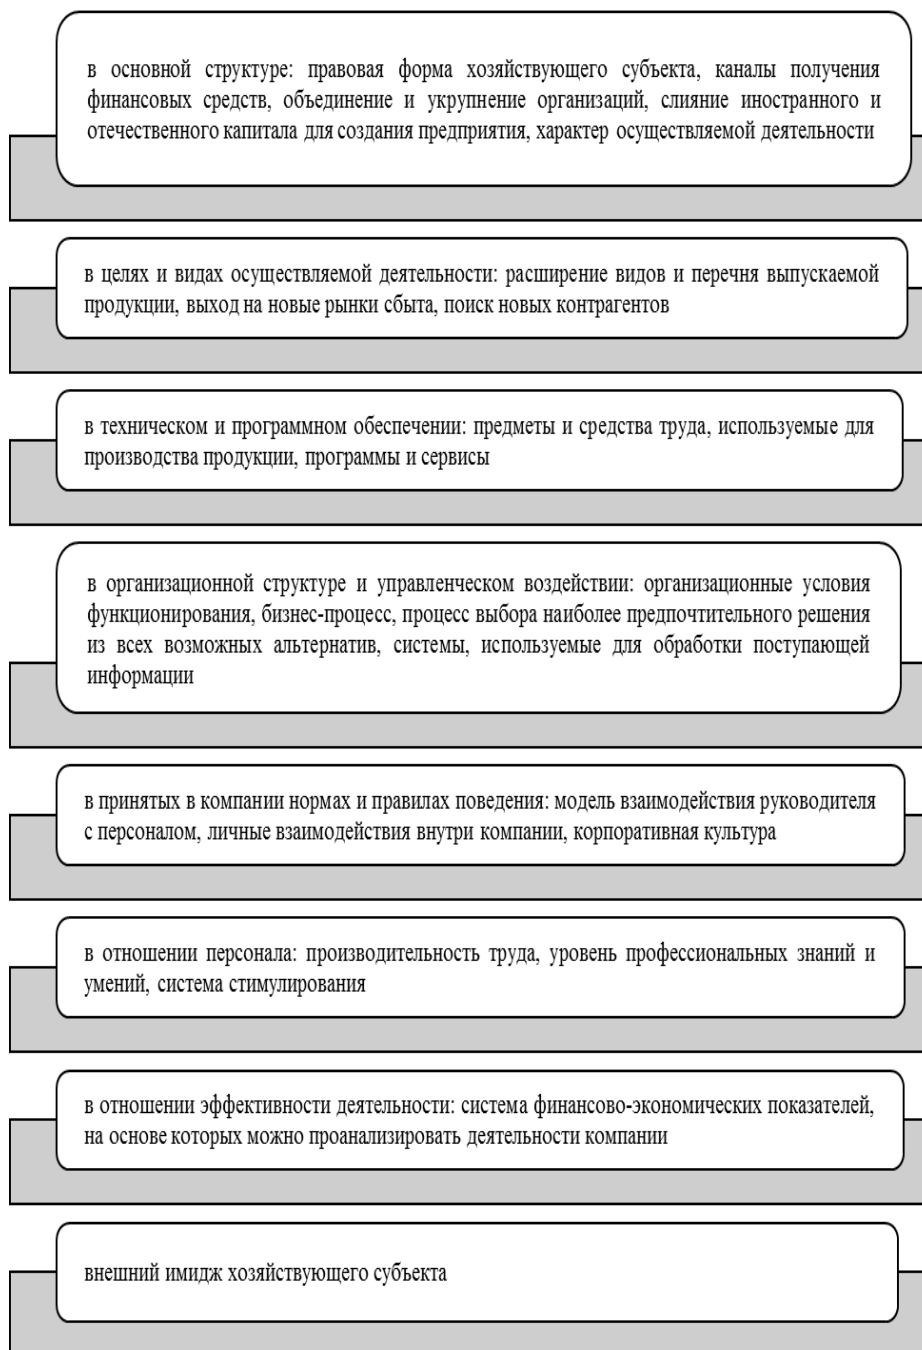 в основной структуре: правовая форма хозяйствующего субъекта, каналы получения
финансовых средств, объединение и укрупнение организаций, слияние иностранного и
отечественного капитала для создания предприятия, характер осуществляемой деятельности
в целях и видах осуществляемой деятельности: расширение видов и перечня выпускаемой
продукции, выход на новые рынки сбыта, поиск новых контрагентов
в техническом и программном обеспечении: предметы и средства труда, используемые для
производства продукции, программы и сервисы
в организационной структуре и управленческом воздействии: организационные условия
функционирования, бизнес-процесс, процесс выбора наиболее предпочтительного решения
из всех возможных альтернатив, системы, используемые для обработки поступающей
информации
в принятых в компании нормах и правилах поведения: модель взаимодействия руководителя
с персоналом, личные взаимодействия внутри компании, корпоративная культура
в отношении персонала: производительность труда, уровень профессиональных знаний и
умений, система стимулирования
в отношении эффективности деятельности: система финансово-экономических показателей,
на основе которых можно проанализировать деятельности компании
внешний имидж хозяйствующего субъекта